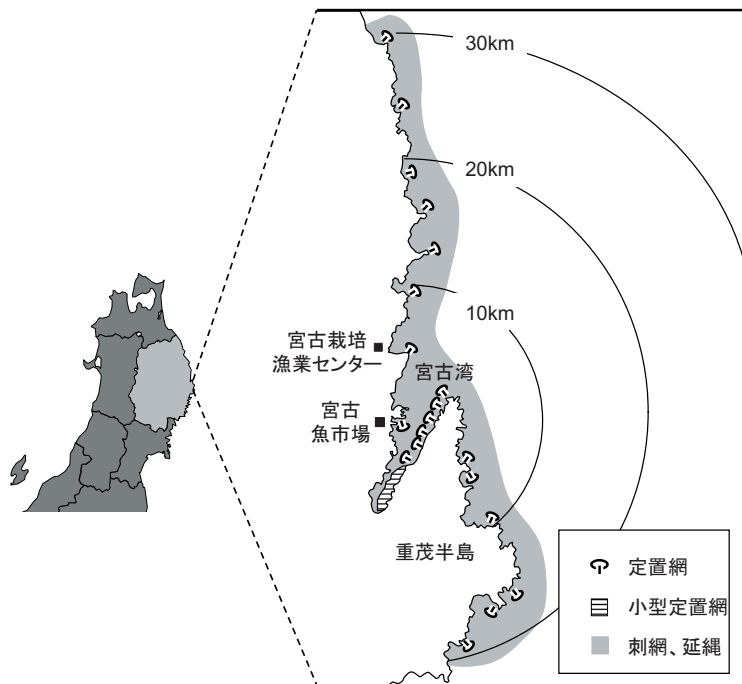 30km
20km
10km
宮古栽培
漁業センター
宮古湾
宮古
魚市場
重茂半島
定置網
小型定置網
刺網、延縄